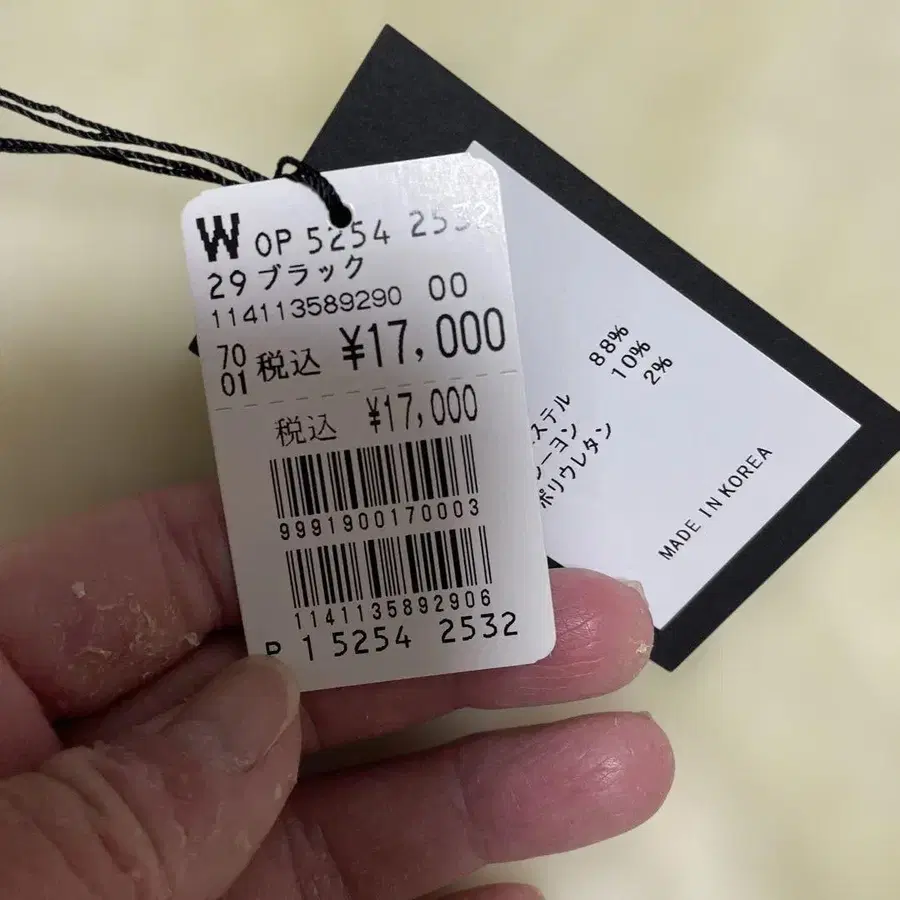 W OP 5254 2532
29 ブラック
114113589290 00
70
01 税込 ¥17,000
税込 ¥17,000
9991900170003
1141135892906
P 1 5254 2532
88%
10%
2%
ステル
ーヨン
ポリウレタン
MADE IN KOREA